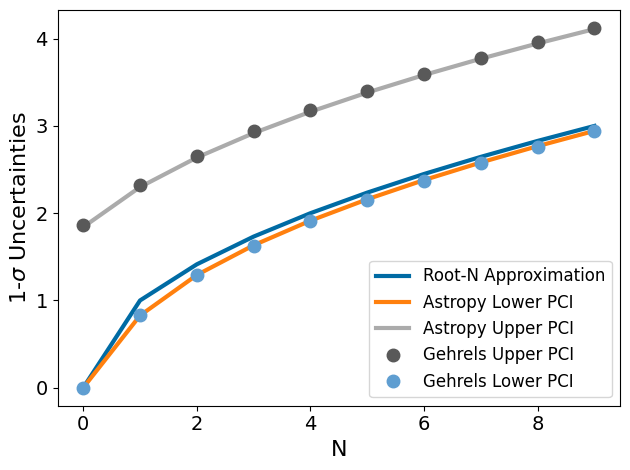 4
3
2
1
0
1-σ Uncertainties
Root-N Approximation
Astropy Lower PCI
Astropy Upper PCI
Gehrels Upper PCI
Gehrels Lower PCI
0 2 4 6 8
N